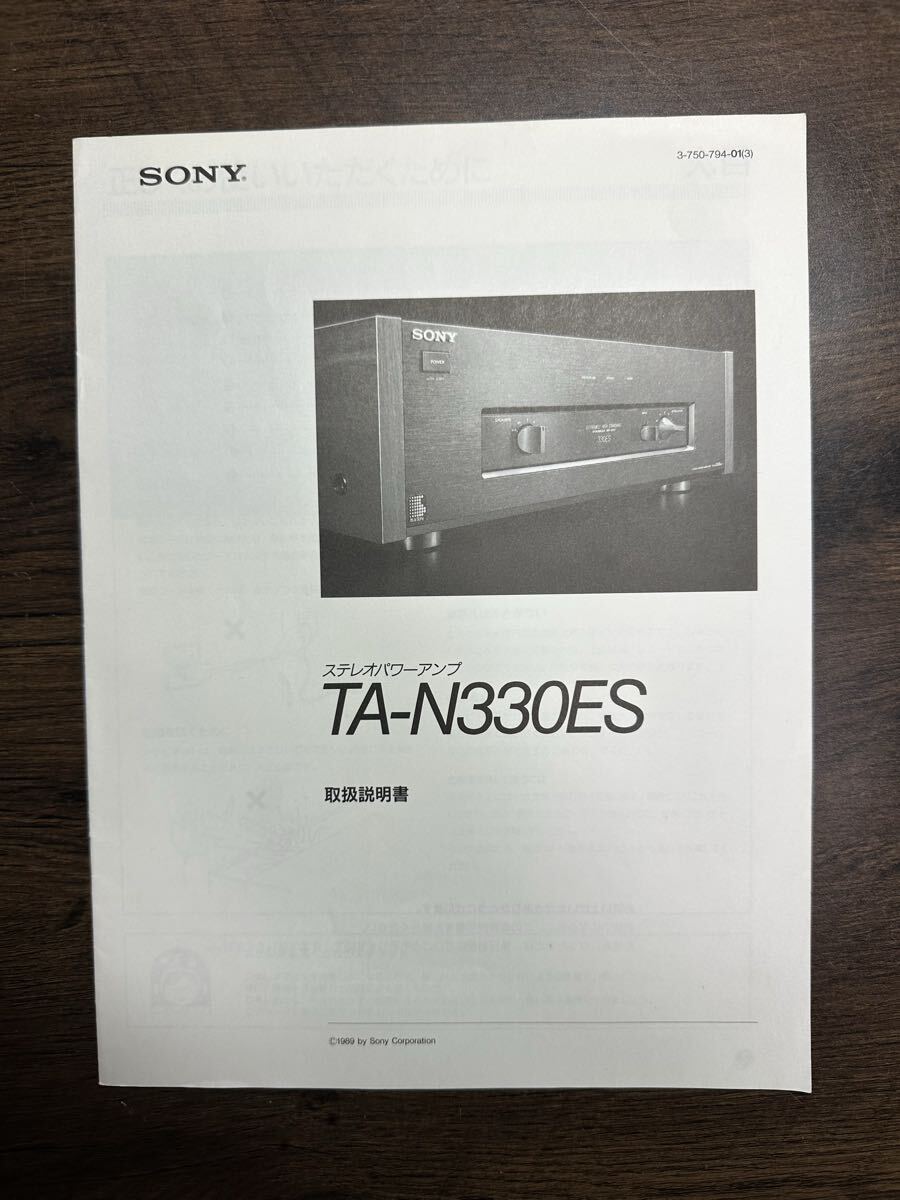 SONY®
3-750-794-01(3)
SONY
POWER
330ES
ステレオパワーアンプ
TA-N330ES
取扱説明書
©1989 by Sony Corporation